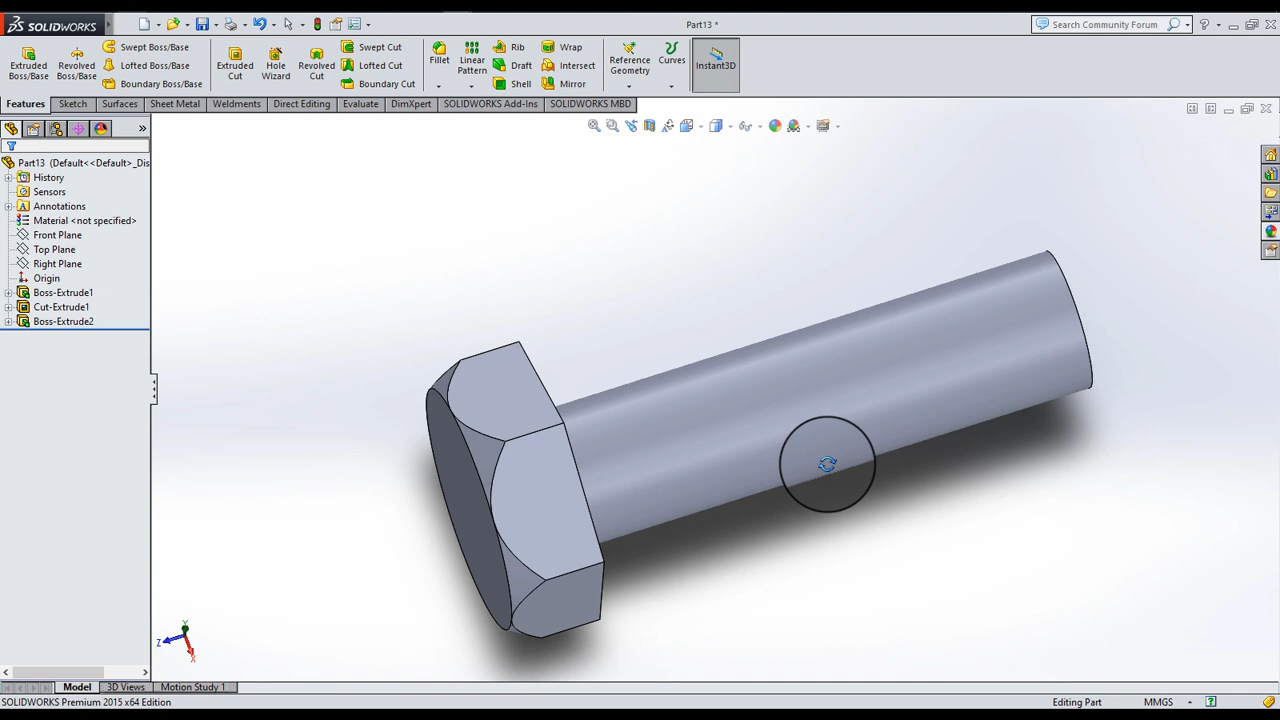 SOLIDWORKS
Part13 *
Search Community Forum
Extruded Boss/Base
Revolved Boss/Base
Swept Boss/Base
Lofted Boss/Base
Boundary Boss/Base
Extruded Cut
Hole Wizard
Revolved Cut
Swept Cut
Lofted Cut
Boundary Cut
Fillet
Linear Pattern
Rib
Draft
Shell
Wrap
Intersect
Mirror
Reference Geometry
Curves
Instant3D
Features
Sketch
Surfaces
Sheet Metal
Weldments
Direct Editing
Evaluate
DimXpert
SOLIDWORKS Add-Ins
SOLIDWORKS MBD
Part13 (Default<<Default>_Dis
History
Sensors
Annotations
Material <not specified>
Front Plane
Top Plane
Right Plane
Origin
Boss-Extrude1
Cut-Extrude1
Boss-Extrude2
Y
Z
X
Model
3D Views
Motion Study 1
SOLIDWORKS Premium 2015 x64 Edition
Editing Part
MMGS